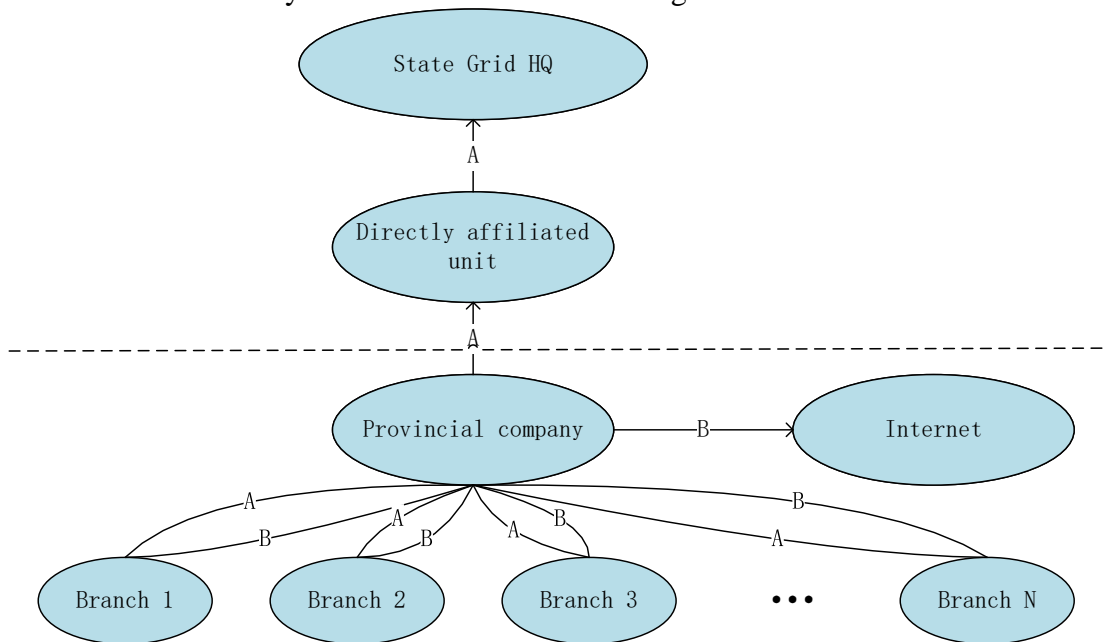 State Grid HQ
A
Directly affiliated
unit
A
Provincial company
B
Internet
A
B
A
B
A
B
A
B
Branch 1
Branch 2
Branch 3
•••
Branch N